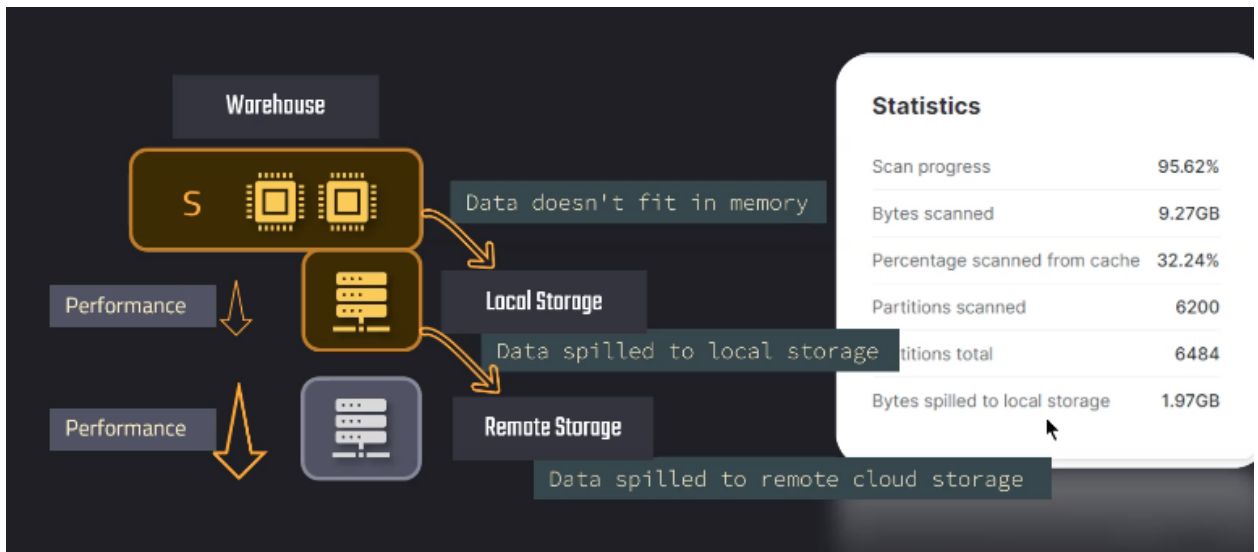 Warehouse
S
Data doesn't fit in memory
Performance
Local Storage
Data spilled to local storage
Performance
Remote Storage
Data spilled to remote cloud storage
Statistics
Scan progress 95.62%
Bytes scanned 9.27GB
Percentage scanned from cache 32.24%
Partitions scanned 6200
titions total 6484
Bytes spilled to local storage 1.97GB